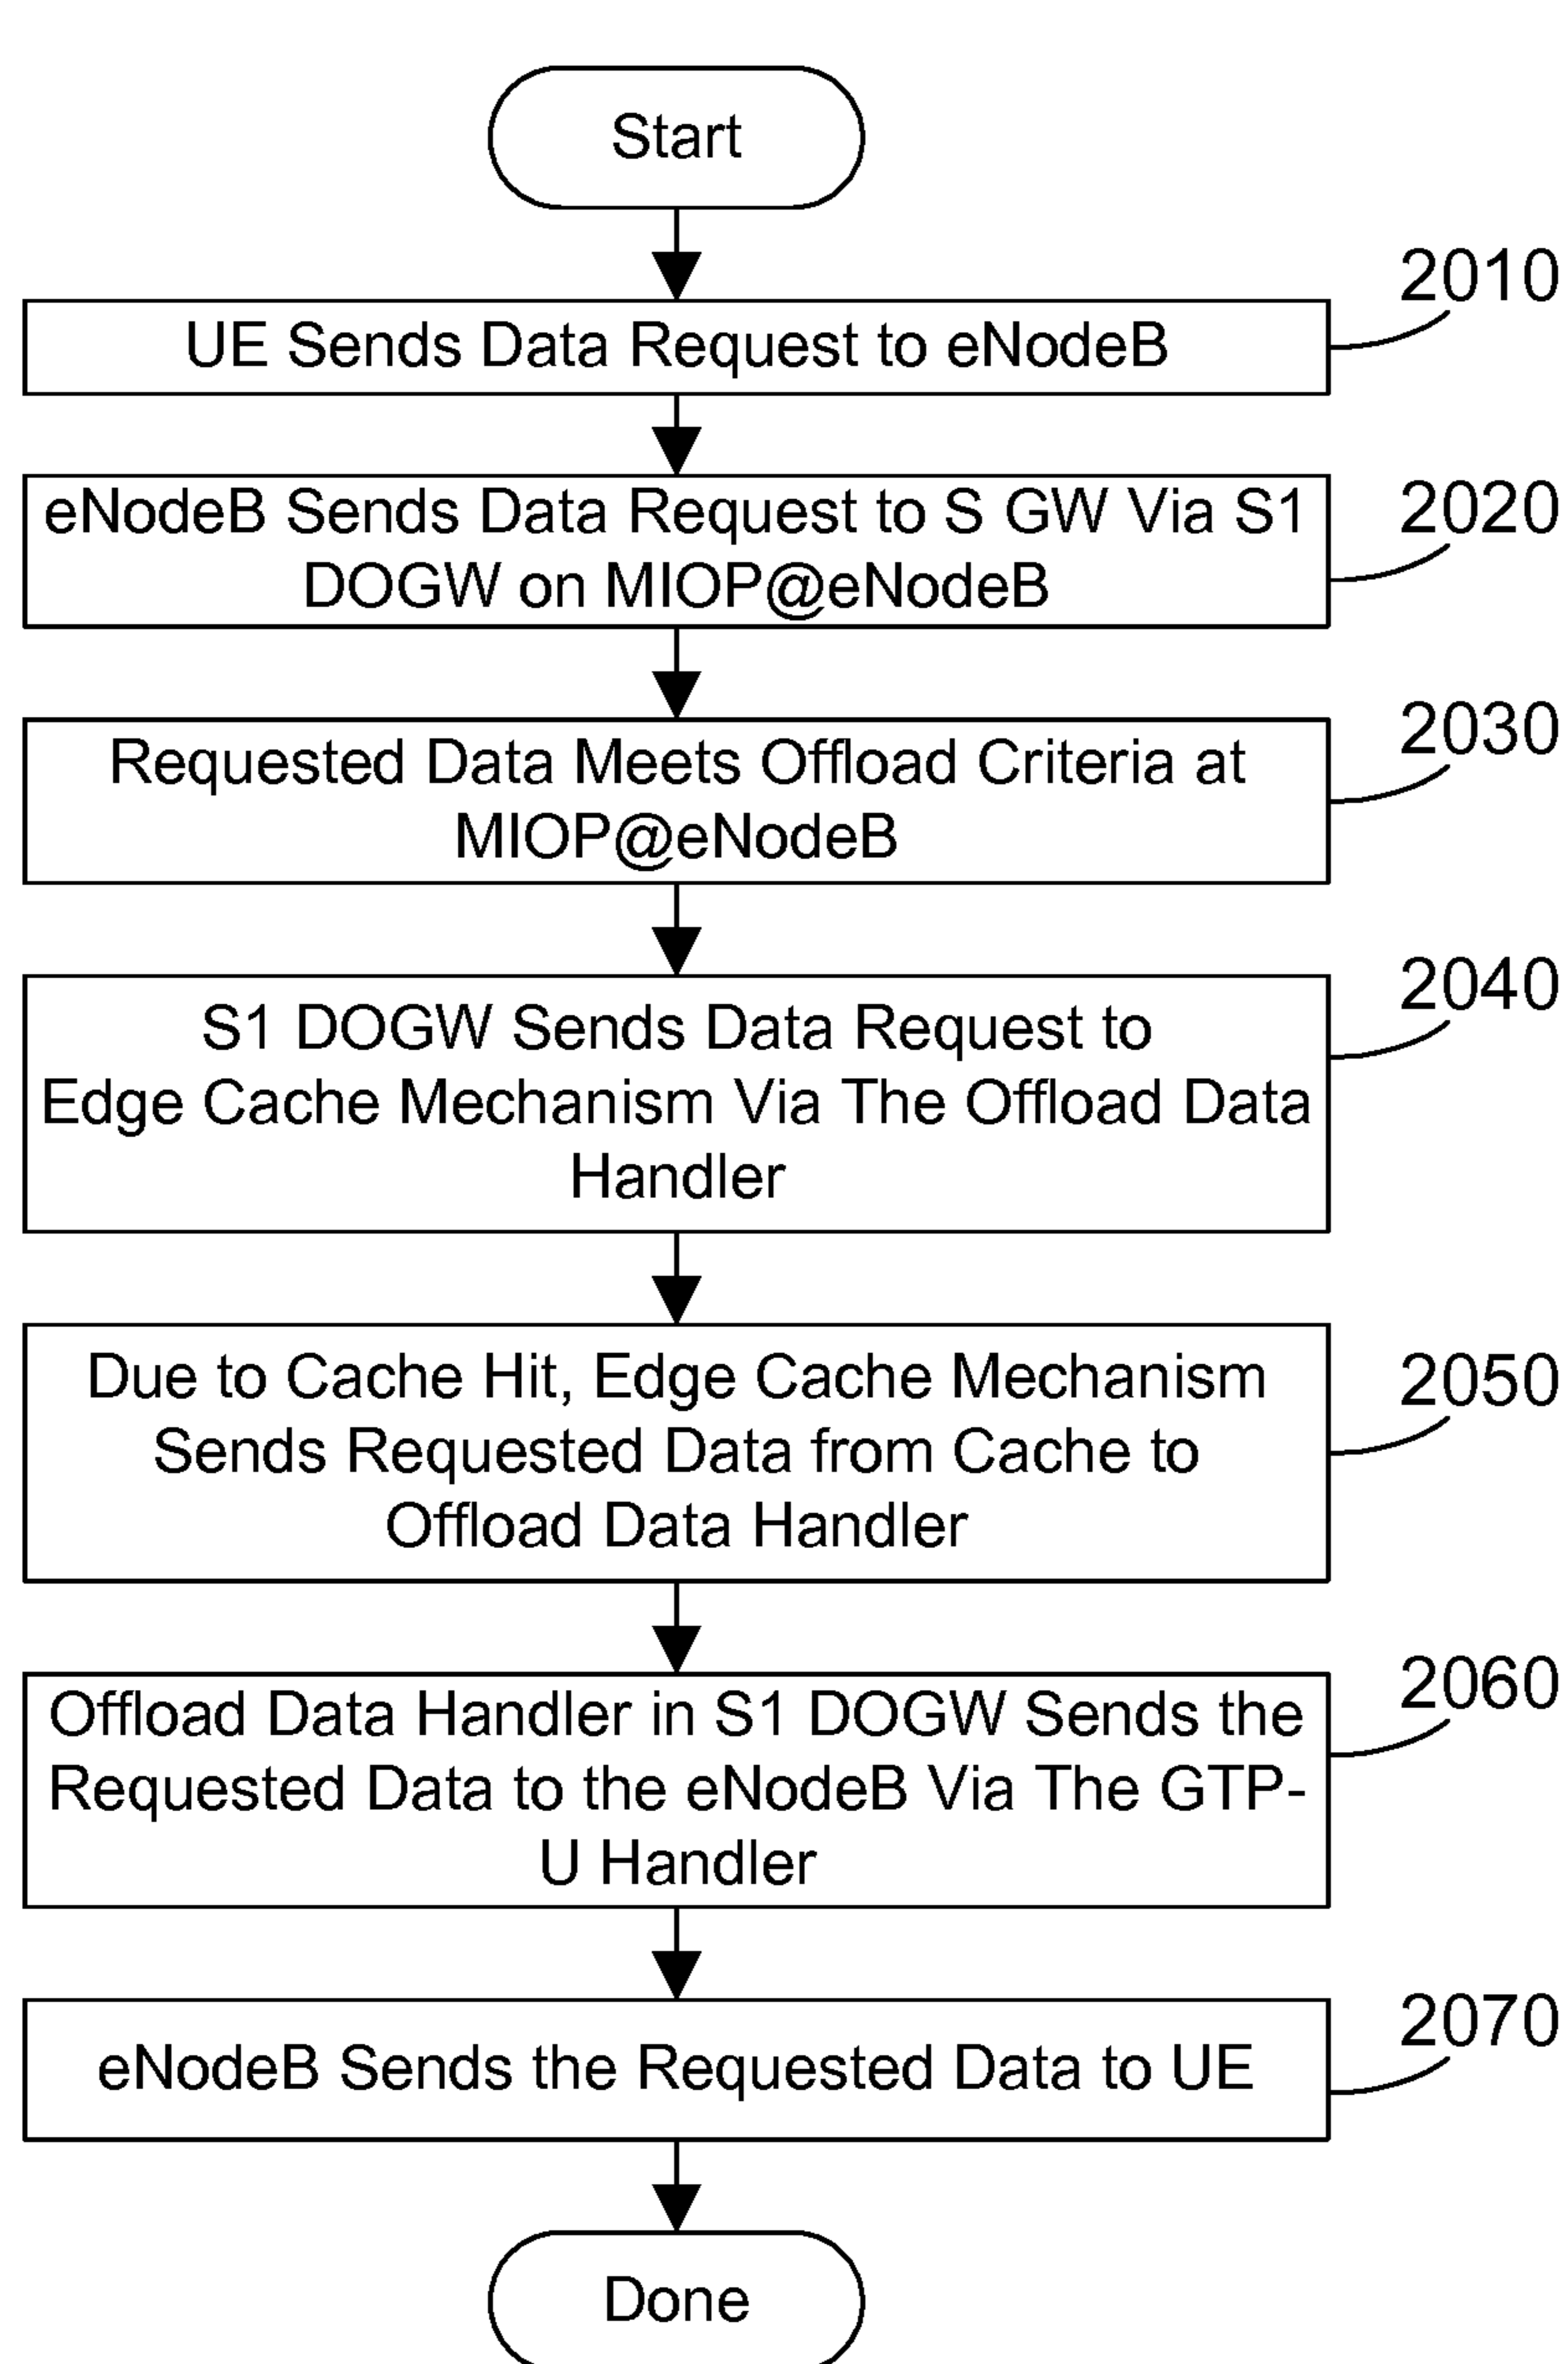 Start
2010
UE Sends Data Request to eNodeB
2020
eNodeB Sends Data Request to S GW Via S1
DOGW on MIOP@eNodeB
2030
Requested Data Meets Offload Criteria at
MIOP@eNodeB
2040
S1 DOGW Sends Data Request to
Edge Cache Mechanism Via The Offload Data
Handler
2050
Due to Cache Hit, Edge Cache Mechanism
Sends Requested Data from Cache to
Offload Data Handler
2060
Offload Data Handler in S1 DOGW Sends the
Requested Data to the eNodeB Via The GTP-
U Handler
2070
eNodeB Sends the Requested Data to UE
Done